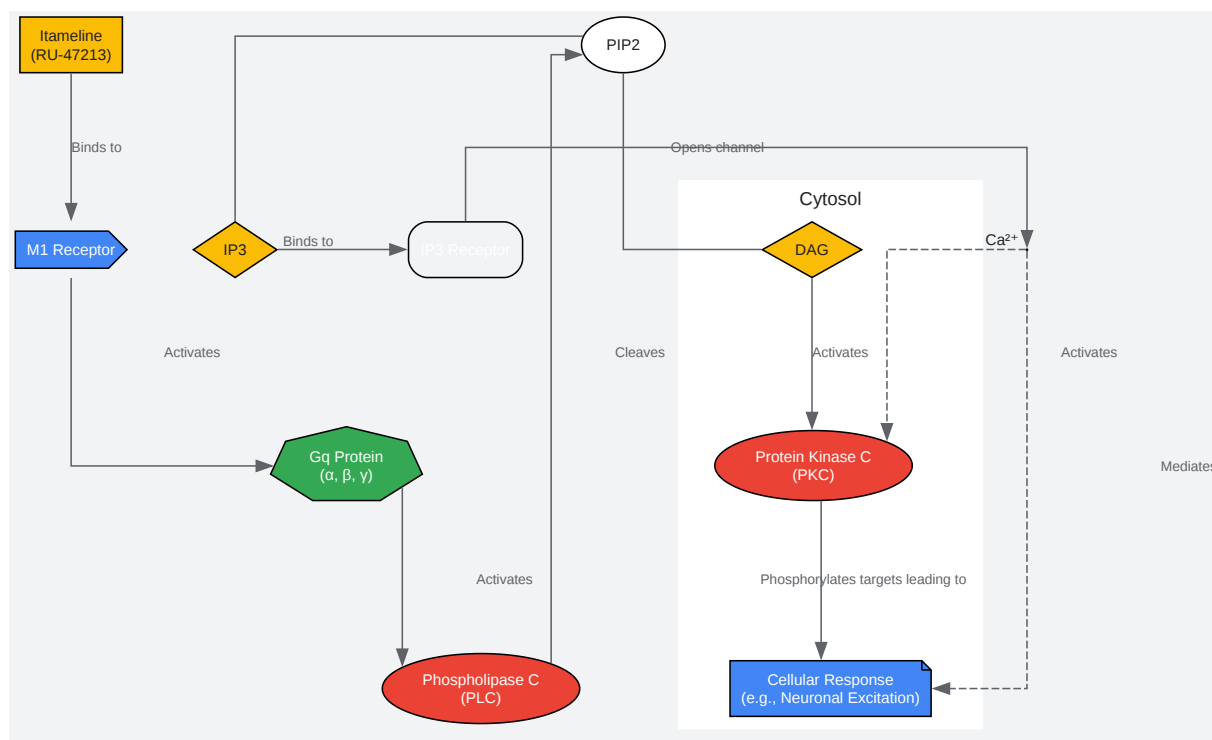 Itameline
(RU-47213)
PIP2
Binds to
Opens channel
Cytosol
M1 Receptor
IP3
Binds to
IP3 Receptor
DAG
Ca²⁺
Activates
Cleaves
Activates
Activates
Gq Protein
(α, β, γ)
Protein Kinase C
(PKC)
Mediates
Activates
Phosphorylates targets leading to
Phospholipase C
(PLC)
Cellular Response
(e.g., Neuronal Excitation)